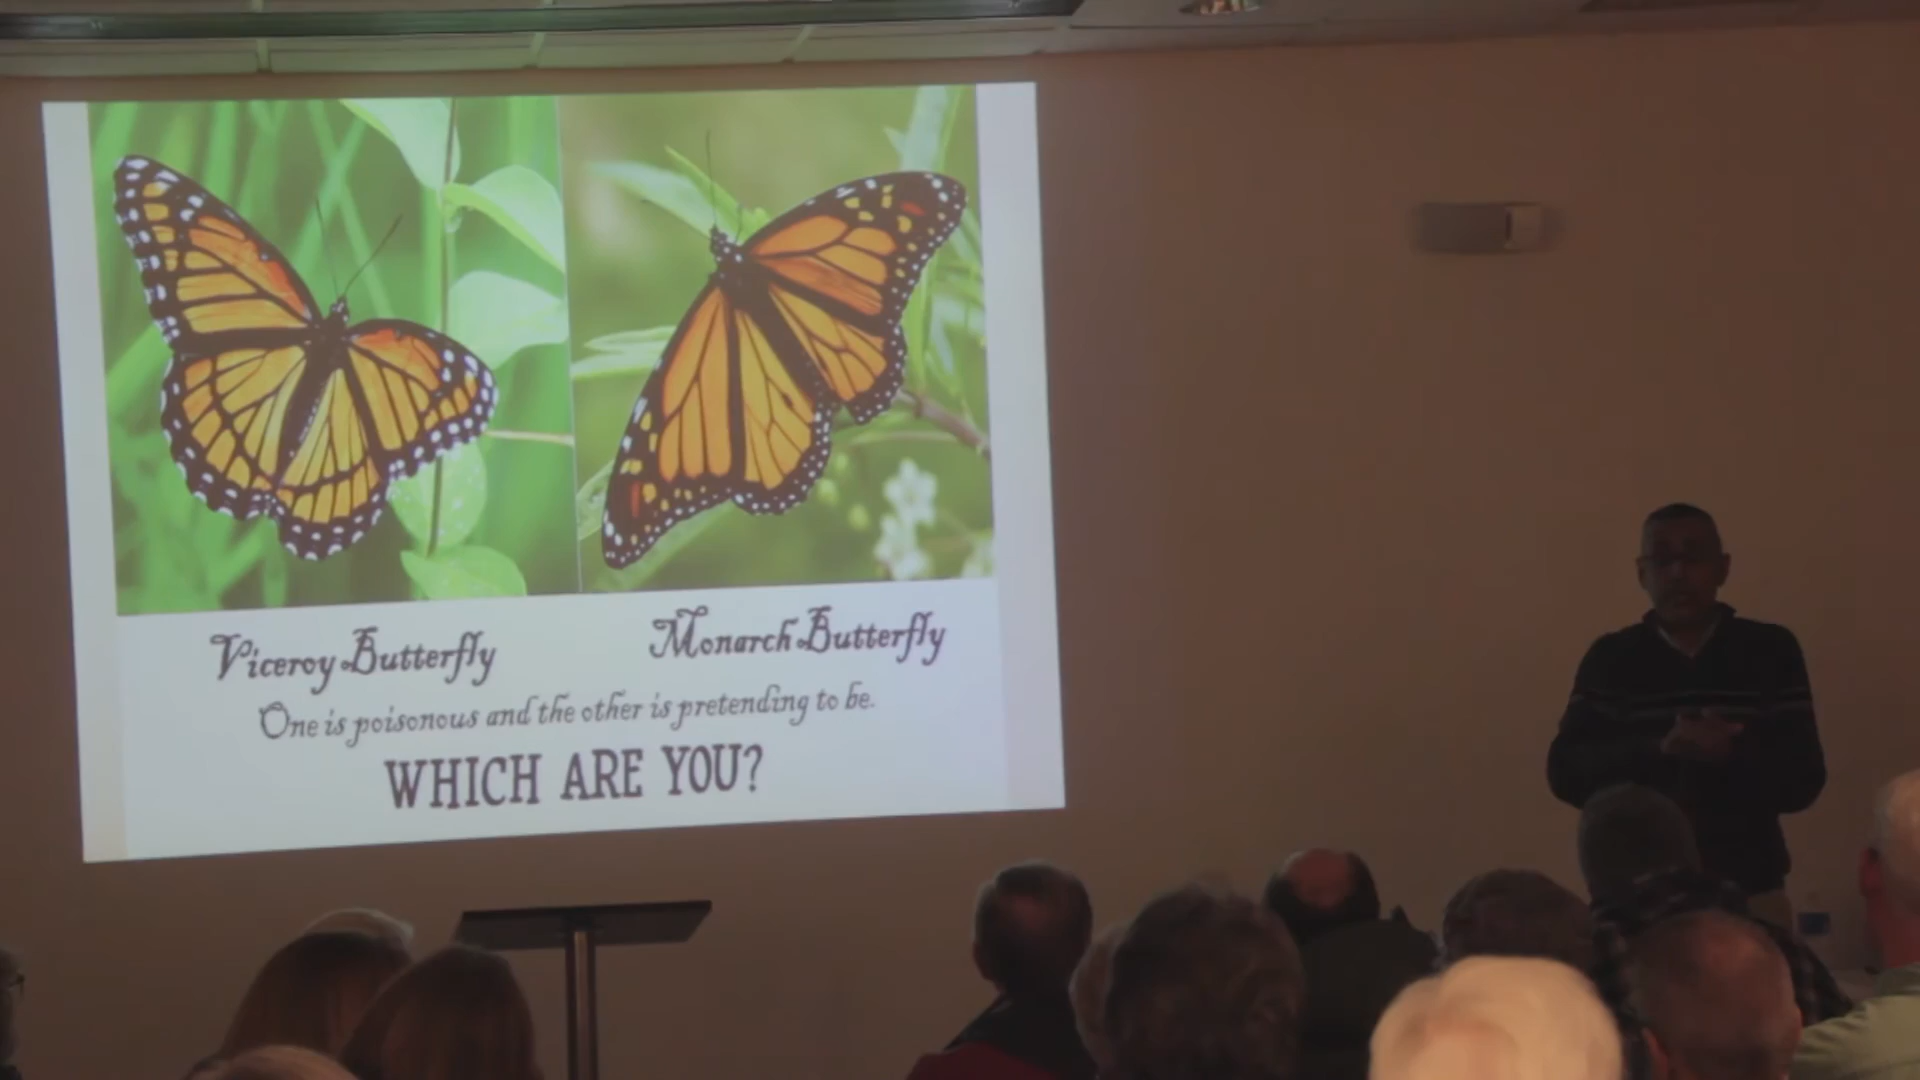 Viceroy Butterfly
Monarch Butterfly
One is poisonous and the other is pretending to be.
WHICH ARE YOU?